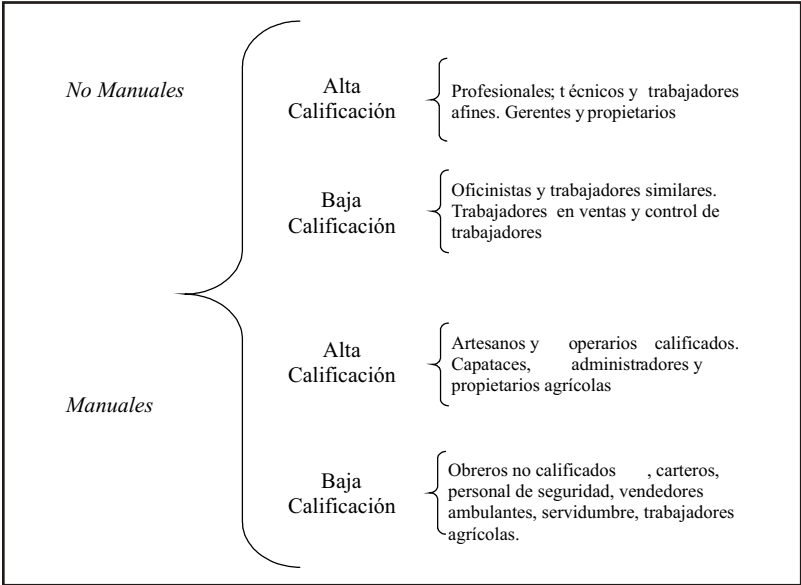 No Manuales
Alta
Calificación
Profesionales; t écnicos y trabajadores
afines. Gerentes y propietarios
Baja
Calificación
Oficinistas y trabajadores similares.
Trabajadores en ventas y control de
trabajadores
Manuales
Alta
Calificación
Artesanos y operarios calificados.
Capataces, administradores y
propietarios agrícolas
Baja
Calificación
Obreros no calificados , carteros,
personal de seguridad, vendedores
ambulantes, servidumbre, trabajadores
agrícolas.